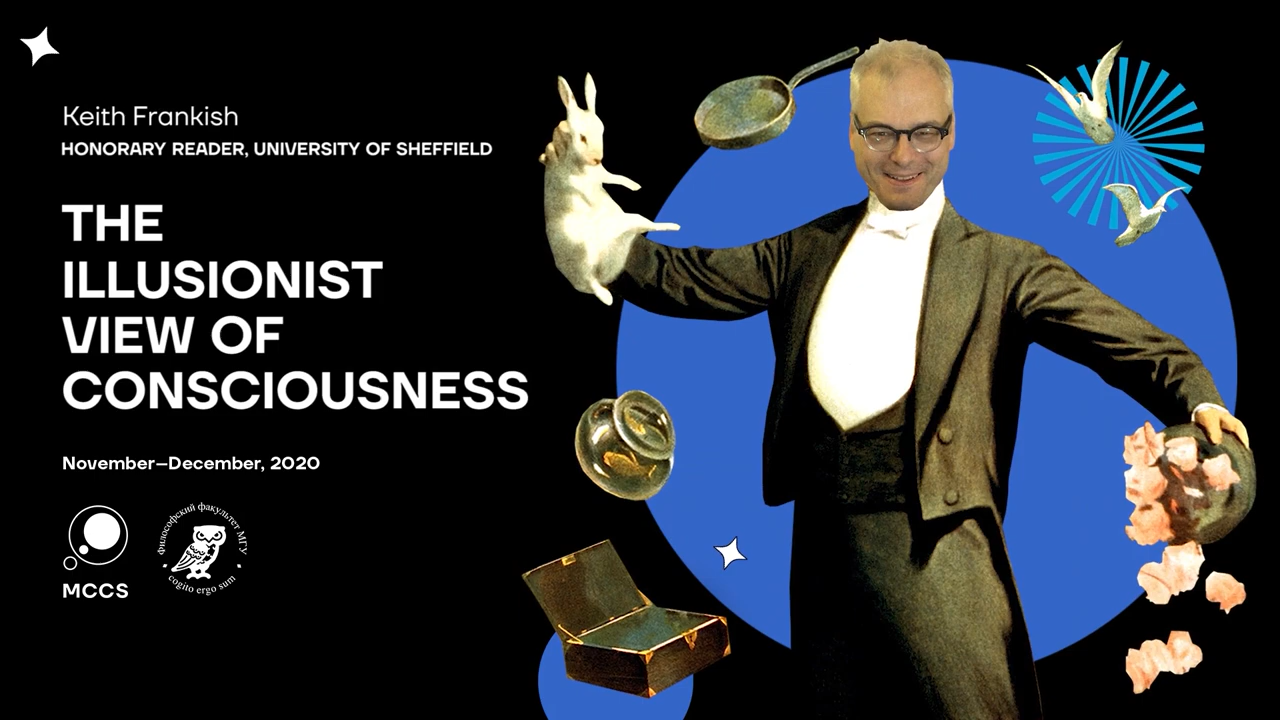 Keith Frankish
HONORARY READER, UNIVERSITY OF SHEFFIELD
THE
ILLUSIONIST
VIEW OF
CONSCIOUSNESS
November–December, 2020
MCCS
философский факультет МГУ
cogito ergo sum